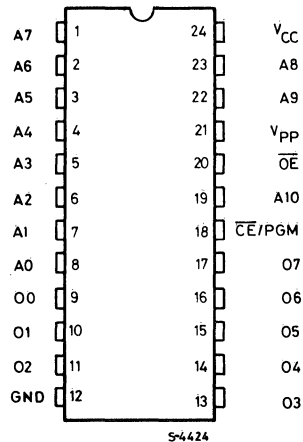 A7 1 24 VCC
A6 2 23 A8
A5 3 22 A9
A4 4 21 VPP
A3 5 20 O̅E̅
A2 6 19 A10
A1 7 18 C̅E̅/PGM
A0 8 17 O7
O0 9 16 O6
O1 10 15 O5
O2 11 14 O4
GND 12 13 O3
S-4424